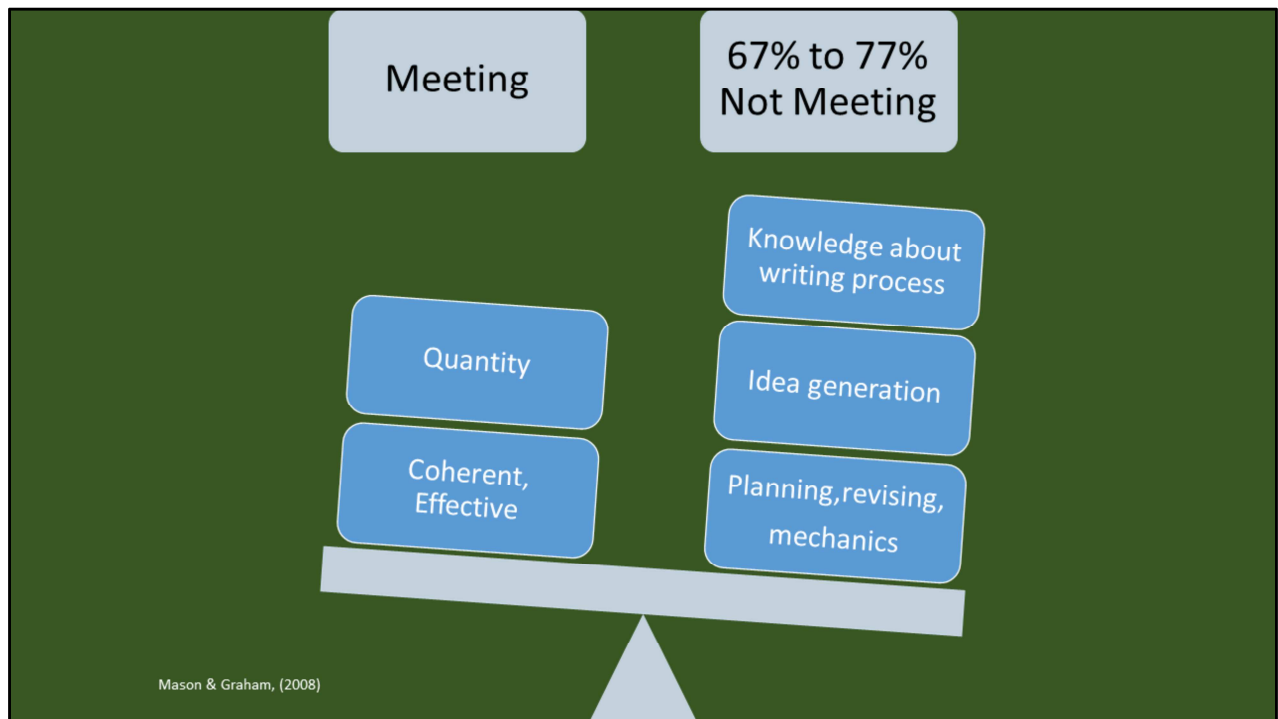 Meeting
67% to 77%
Not Meeting
Quantity
Coherent,
Effective
Knowledge about
writing process
Idea generation
Planning,revising,
mechanics
Mason & Graham, (2008)